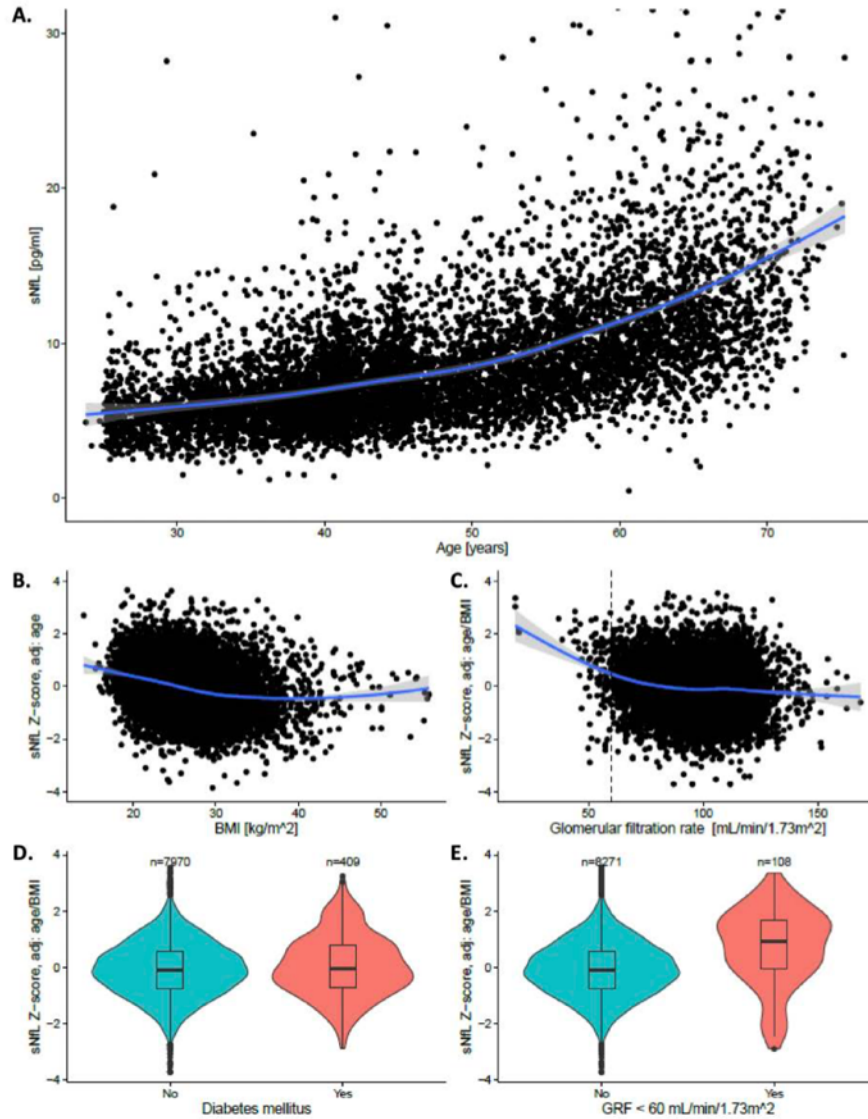 A.
30
20
10
0
sNfL [pg/ml]
30 40 50 60 70
Age [years]
B.
4
2
0
−2
−4
sNfL Z−score, adj: age
20 30 40 50
BMI [kg/m^2]
C.
4
2
0
−2
−4
sNfL Z−score, adj: age/BMI
50 100 150
Glomerular filtration rate [mL/min/1.73m^2]
D.
n=7970 n=409
4
2
0
−2
−4
sNfL Z−score, adj: age/BMI
No Yes
Diabetes mellitus
E.
n=8271 n=108
4
2
0
−2
−4
sNfL Z−score, adj: age/BMI
No Yes
GRF < 60 mL/min/1.73m^2